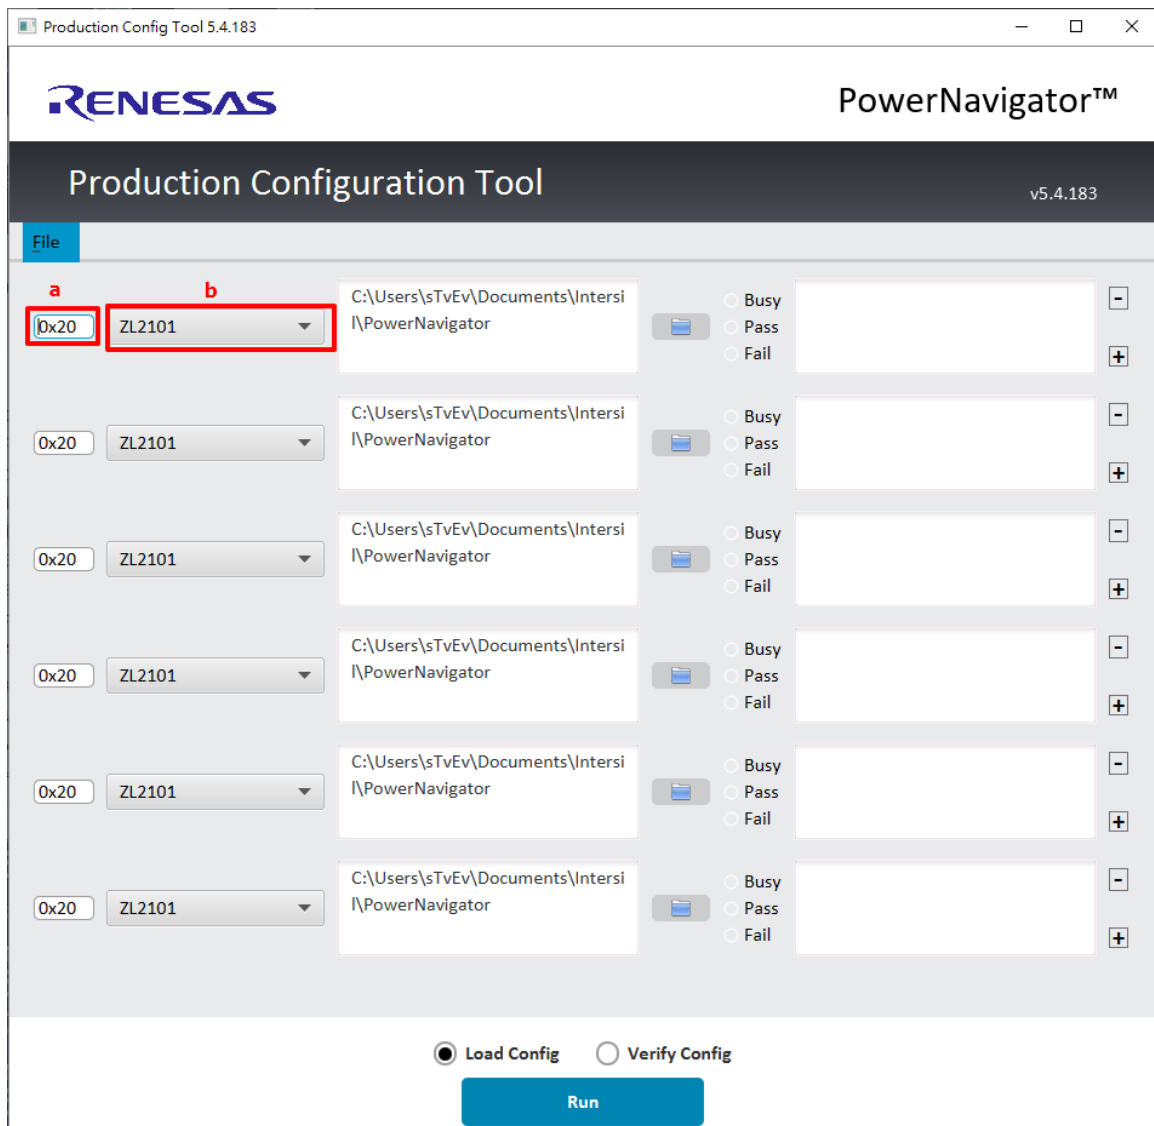 Production Config Tool 5.4.183
RENESAS
PowerNavigator™
Production Configuration Tool
v5.4.183
File
a
b
0x20
ZL2101
C:\Users\sTvEv\Documents\Intersi
l\PowerNavigator
Busy
Pass
Fail
-
+
0x20
ZL2101
C:\Users\sTvEv\Documents\Intersi
l\PowerNavigator
Busy
Pass
Fail
-
+
0x20
ZL2101
C:\Users\sTvEv\Documents\Intersi
l\PowerNavigator
Busy
Pass
Fail
-
+
0x20
ZL2101
C:\Users\sTvEv\Documents\Intersi
l\PowerNavigator
Busy
Pass
Fail
-
+
0x20
ZL2101
C:\Users\sTvEv\Documents\Intersi
l\PowerNavigator
Busy
Pass
Fail
-
+
0x20
ZL2101
C:\Users\sTvEv\Documents\Intersi
l\PowerNavigator
Busy
Pass
Fail
-
+
Load Config
Verify Config
Run